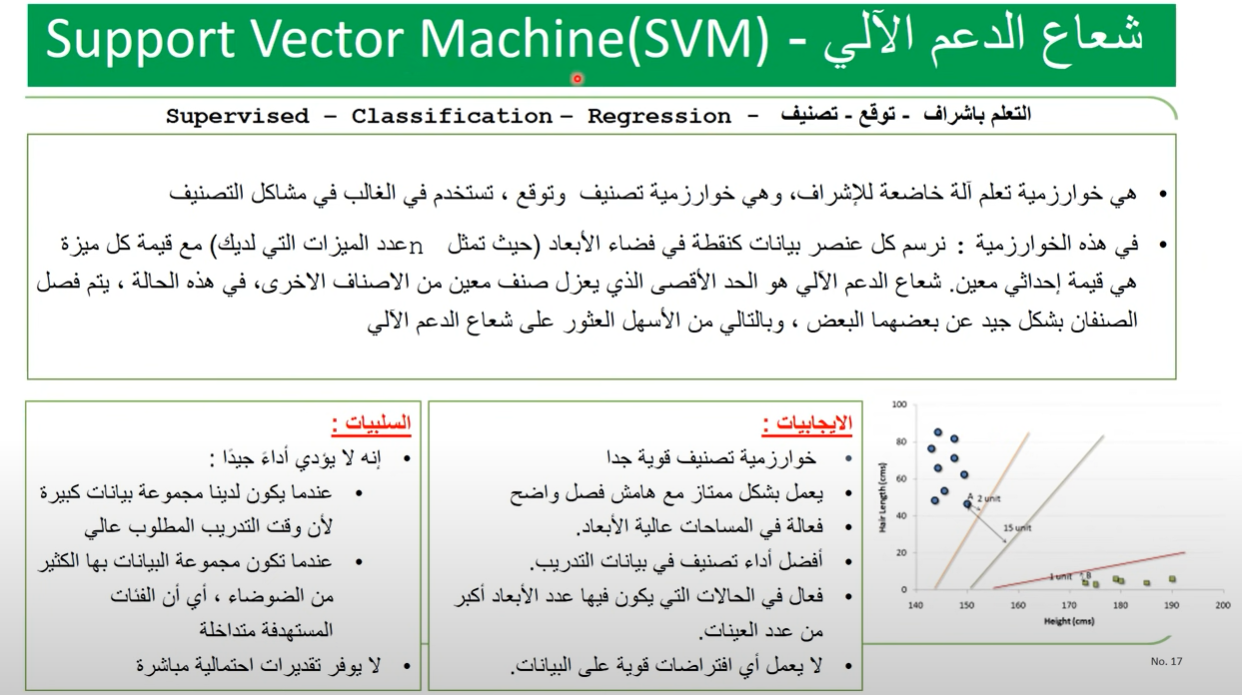 Support Vector Machine(SVM) - شعاع الدعم الآلي
Supervised – Classification – Regression - التعلم باشراف - توقع - تصنيف
• هي خوارزمية تعلم آلة خاضعة للإشراف، وهي خوارزمية تصنيف وتوقع ، تستخدم في الغالب في مشاكل التصنيف
• في هذه الخوارزمية : نرسم كل عنصر بيانات كنقطة في فضاء الأبعاد (حيث تمثل n عدد الميزات التي لديك) مع قيمة كل ميزة
هي قيمة إحداثي معين. شعاع الدعم الآلي هو الحد الأقصى الذي يعزل صنف معين من الاصناف الاخرى، في هذه الحالة ، يتم فصل
الصنفان بشكل جيد عن بعضهما البعض ، وبالتالي من الأسهل العثور على شعاع الدعم الآلي
الايجابيات :
• خوارزمية تصنيف قوية جدا
• يعمل بشكل ممتاز مع هامش فصل واضح
• فعالة في المساحات عالية الأبعاد.
• أفضل أداء تصنيف في بيانات التدريب.
• فعال في الحالات التي يكون فيها عدد الأبعاد أكبر
من عدد العينات.
• لا يعمل أي افتراضات قوية على البيانات.
السلبيات :
• إنه لا يؤدي أداءَ جيدًا :
• عندما يكون لدينا مجموعة بيانات كبيرة
لأن وقت التدريب المطلوب عالي
• عندما تكون مجموعة البيانات بها الكثير
من الضوضاء ، أي أن الفئات
المستهدفة متداخلة
• لا يوفر تقديرات احتمالية مباشرة
100
80
60
40
20
0
Hair Length (cms)
A 2 unit
15 unit
1 unit B
140 150 160 170 180 190 200
Height (cms)
No. 17